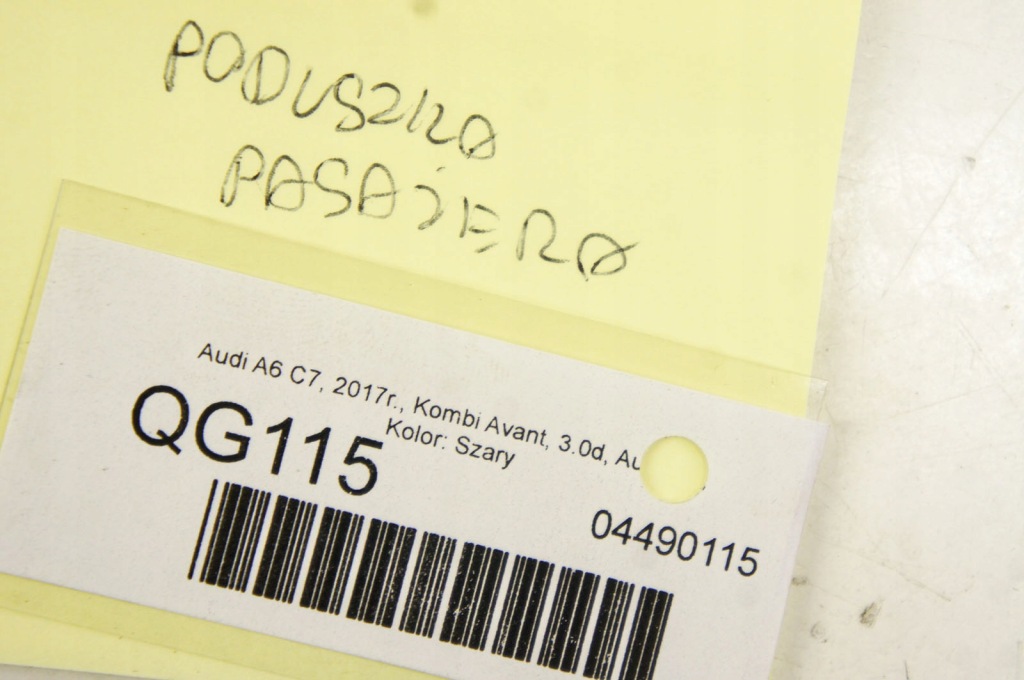 PODUSZKA
PASAŻERA
Audi A6 C7, 2017r., Kombi Avant, 3.0d, Au
Kolor: Szary
QG115
04490115